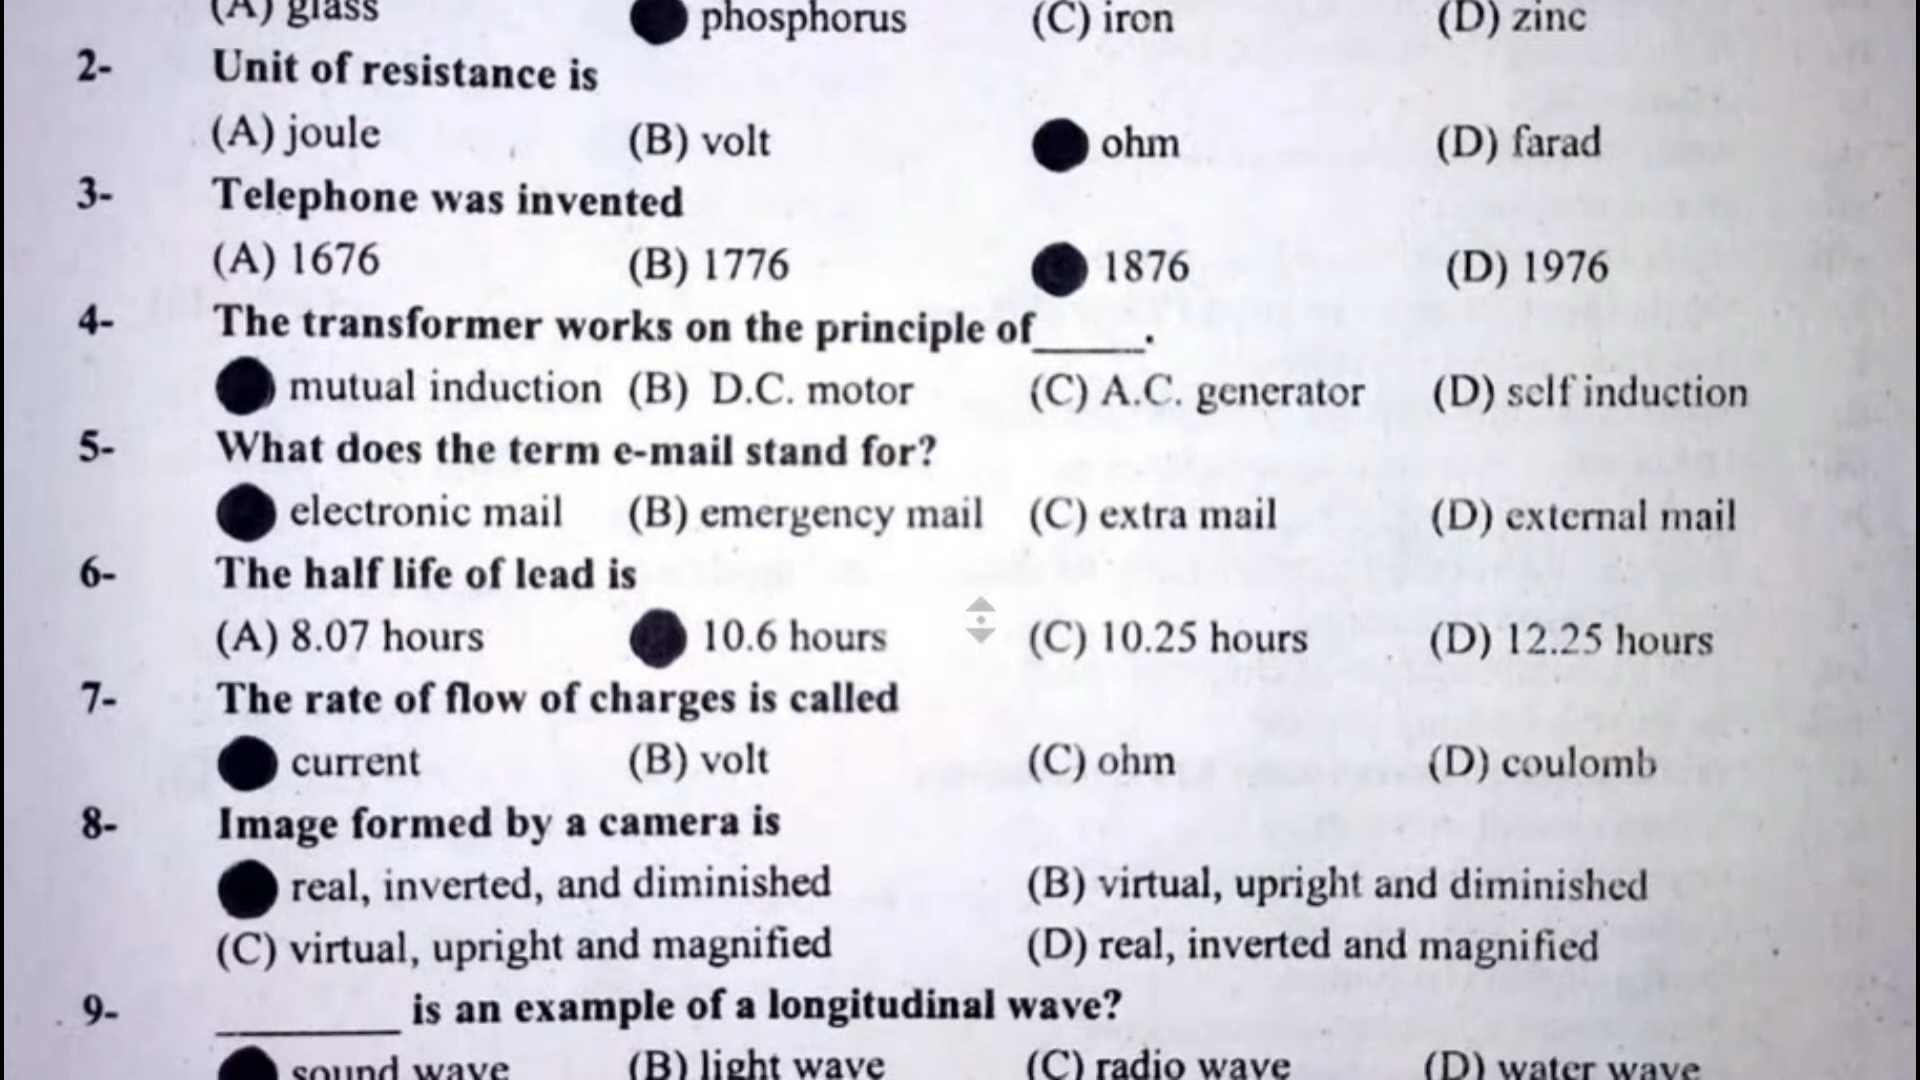 (A) glass phosphorus (C) iron (D) zinc
2- Unit of resistance is
(A) joule (B) volt ohm (D) farad
3- Telephone was invented
(A) 1676 (B) 1776 1876 (D) 1976
4- The transformer works on the principle of_____.
mutual induction (B) D.C. motor (C) A.C. generator (D) self induction
5- What does the term e-mail stand for?
electronic mail (B) emergency mail (C) extra mail (D) external mail
6- The half life of lead is
(A) 8.07 hours 10.6 hours (C) 10.25 hours (D) 12.25 hours
7- The rate of flow of charges is called
current (B) volt (C) ohm (D) coulomb
8- Image formed by a camera is
real, inverted, and diminished (B) virtual, upright and diminished
(C) virtual, upright and magnified (D) real, inverted and magnified
9- ________ is an example of a longitudinal wave?
sound wave (B) light wave (C) radio wave (D) water wave